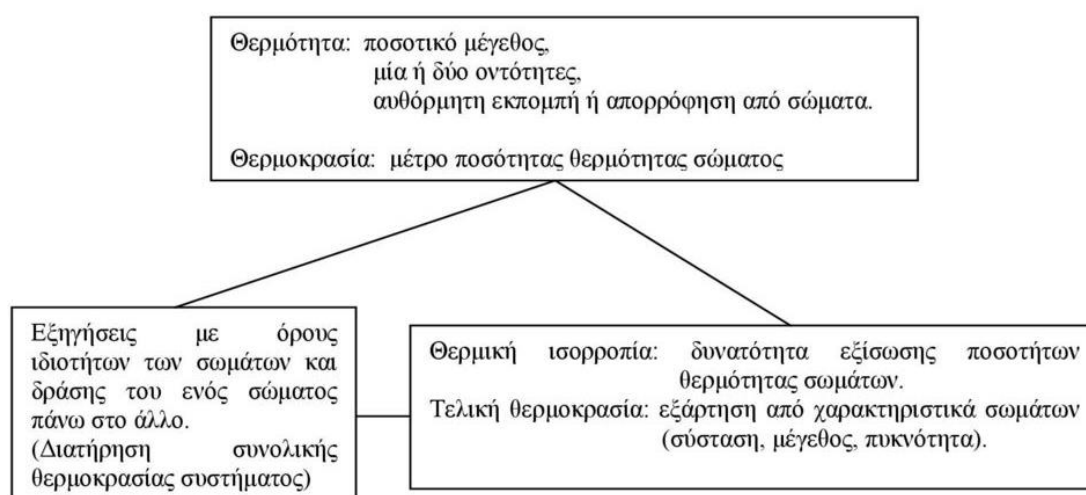 Θερμότητα: ποσοτικό μέγεθος,
μία ή δύο οντότητες,
αυθόρμητη εκπομπή ή απορρόφηση από σώματα.
Θερμοκρασία: μέτρο ποσότητας θερμότητας σώματος
Εξηγήσεις με όρους
ιδιοτήτων των σωμάτων και
δράσης του ενός σώματος
πάνω στο άλλο.
(Διατήρηση συνολικής
θερμοκρασίας συστήματος)
Θερμική ισορροπία: δυνατότητα εξίσωσης ποσοτήτων
θερμότητας σωμάτων.
Τελική θερμοκρασία: εξάρτηση από χαρακτηριστικά σωμάτων
(σύσταση, μέγεθος, πυκνότητα).